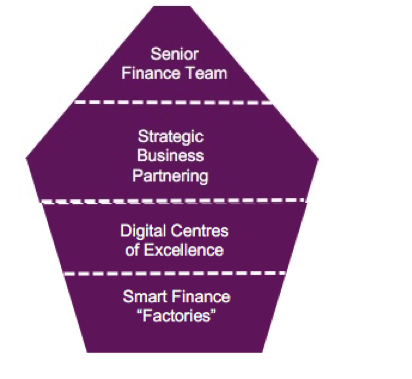 Senior
Finance Team
Strategic
Business
Partnering
Digital Centres
of Excellence
Smart Finance
“Factories”